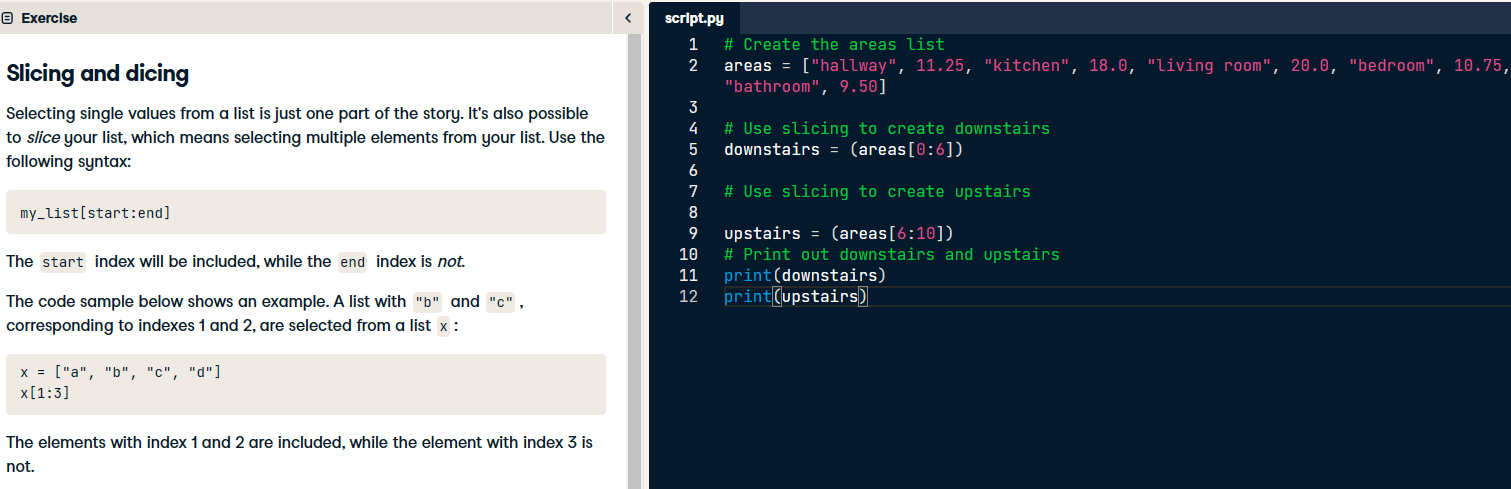 Exercise
Slicing and dicing
Selecting single values from a list is just one part of the story. It's also possible
to slice your list, which means selecting multiple elements from your list. Use the
following syntax:
my_list[start:end]
The start index will be included, while the end index is not.
The code sample below shows an example. A list with "b" and "c" ,
corresponding to indexes 1 and 2, are selected from a list x :
x = ["a", "b", "c", "d"]
x[1:3]
The elements with index 1 and 2 are included, while the element with index 3 is
not.
script.py
1 # Create the areas list
2 areas = ["hallway", 11.25, "kitchen", 18.0, "living room", 20.0, "bedroom", 10.75,
"bathroom", 9.50]
3
4 # Use slicing to create downstairs
5 downstairs = (areas[0:6])
6
7 # Use slicing to create upstairs
8
9 upstairs = (areas[6:10])
10 # Print out downstairs and upstairs
11 print(downstairs)
12 print(upstairs)